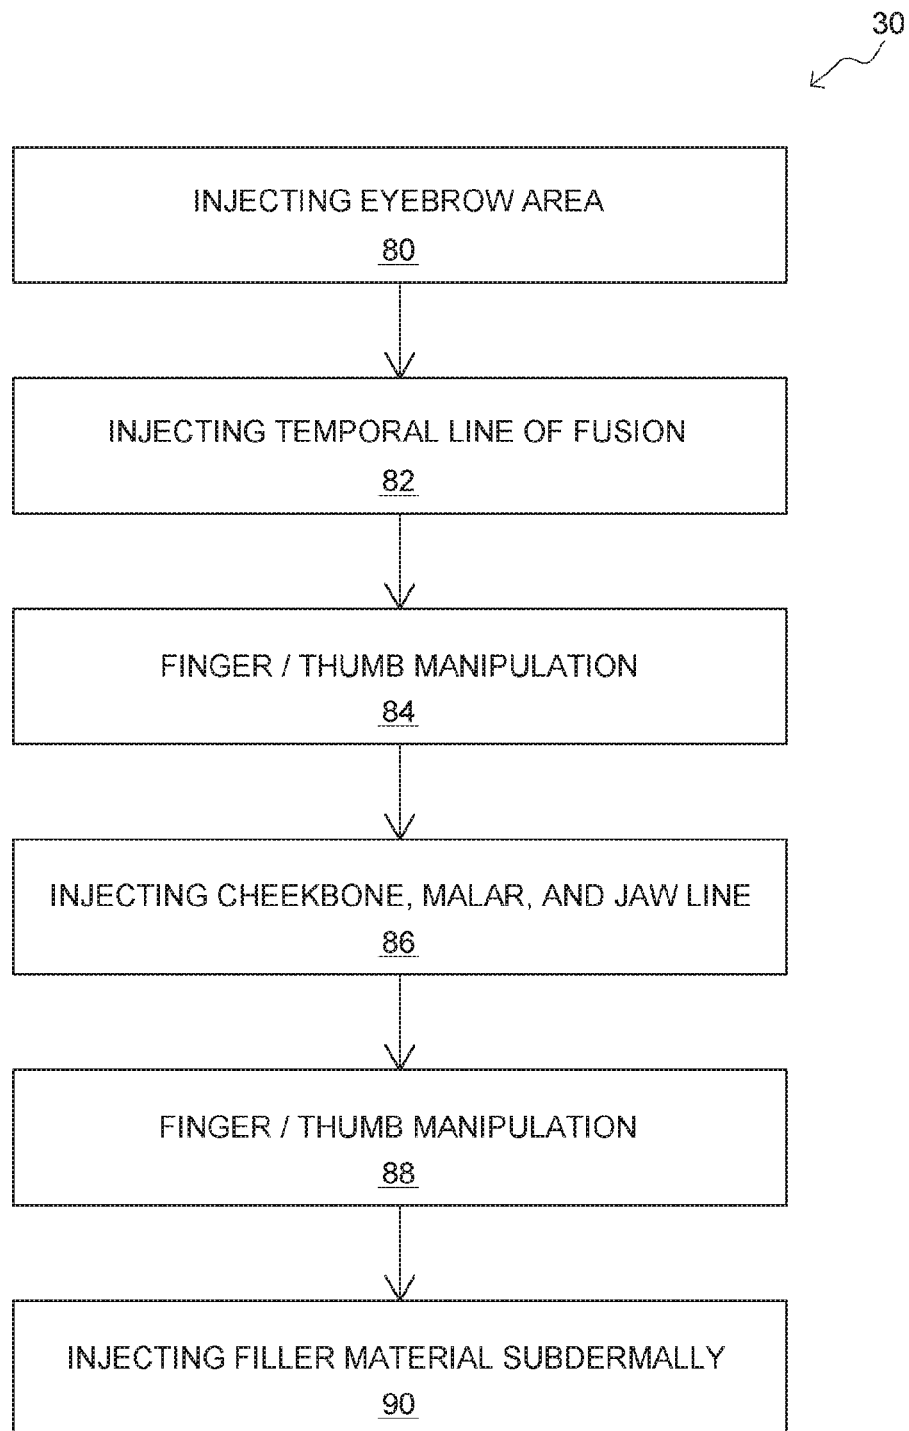 30
INJECTING EYEBROW AREA
80
INJECTING TEMPORAL LINE OF FUSION
82
FINGER / THUMB MANIPULATION
84
INJECTING CHEEKBONE, MALAR, AND JAW LINE
86
FINGER / THUMB MANIPULATION
88
INJECTING FILLER MATERIAL SUBDERMALLY
90